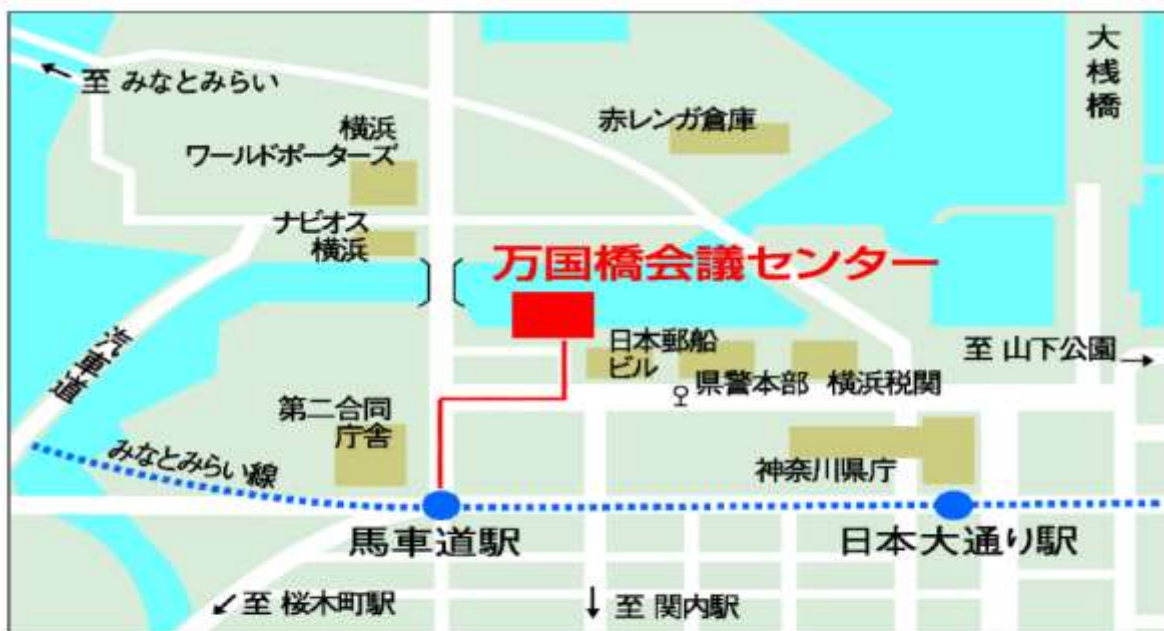 大桟橋
至 みなとみらい
赤レンガ倉庫
横浜
ワールドポーターズ
ナビオス
横浜
万国橋会議センター
汽車道
日本郵船
ビル
至 山下公園
県警本部 横浜税関
第二合同
庁舎
みなとみらい線
神奈川県庁
馬車道駅
日本大通り駅
至 桜木町駅
至 関内駅